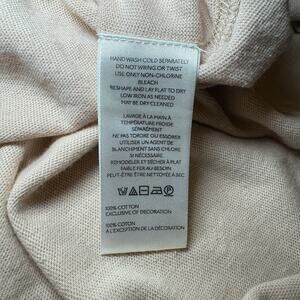 HAND WASH COLD SEPARATELY
DO NOT WRING OR TWIST
USE ONLY NON-CHLORINE
BLEACH
RESHAPE AND LAY FLAT TO DRY
LOW IRON AS NEEDED
MAY BE DRY CLEANED
LAVAGE À LA MAIN À
TEMPÉRATURE FROIDE
SÉPARÉMENT
NE PAS TORDRE OU ESSORER
UTILISER UN AGENT DE
BLANCHIMENT SANS CHLORE
SI NÉCESSAIRE
REMODELER ET SÉCHER À PLAT
FAIBLE FER AU BESOIN
PEUT-ÊTRE ÊTRE NETTOYÉ À SEC
100% COTTON
EXCLUSIVE OF DECORATION
100% COTON
À L'EXCEPTION DE LA DÉCORATION